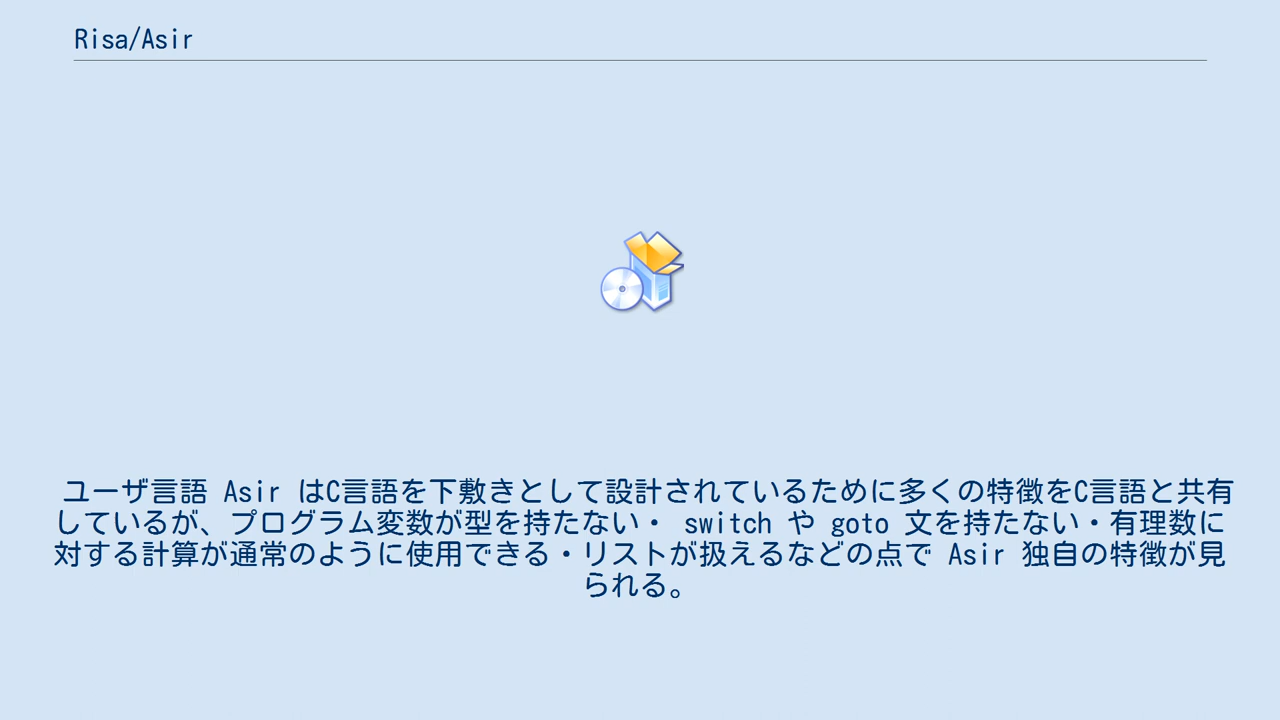 Risa/Asir
ユーザ言語 Asir はC言語を下敷きとして設計されているために多くの特徴をC言語と共有
しているが、プログラム変数が型を持たない・ switch や goto 文を持たない・有理数に
対する計算が通常のように使用できる・リストが扱えるなどの点で Asir 独自の特徴が見
られる。